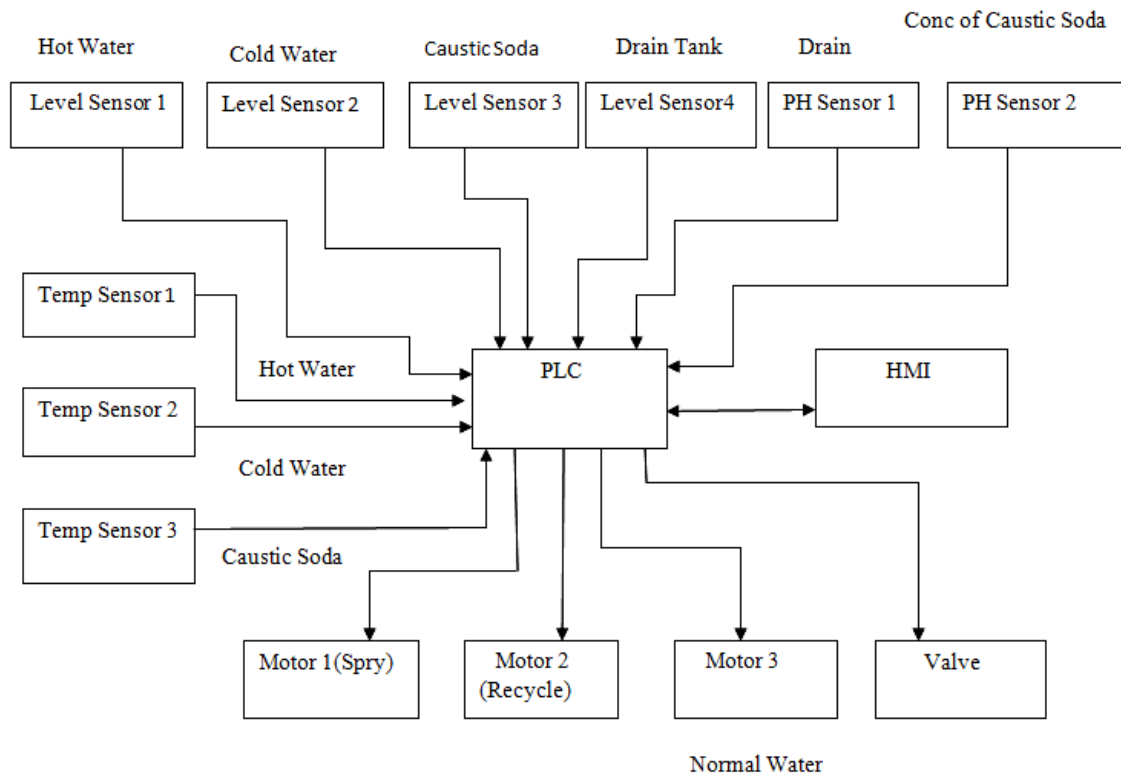 Conc of Caustic Soda
Hot Water
Cold Water
Caustic Soda
Drain Tank
Drain
Level Sensor 1
Level Sensor 2
Level Sensor 3
Level Sensor4
PH Sensor 1
PH Sensor 2
Temp Sensor 1
Hot Water
PLC
HMI
Temp Sensor 2
Cold Water
Temp Sensor 3
Caustic Soda
Motor 1(Spry)
Motor 2
(Recycle)
Motor 3
Valve
Normal Water